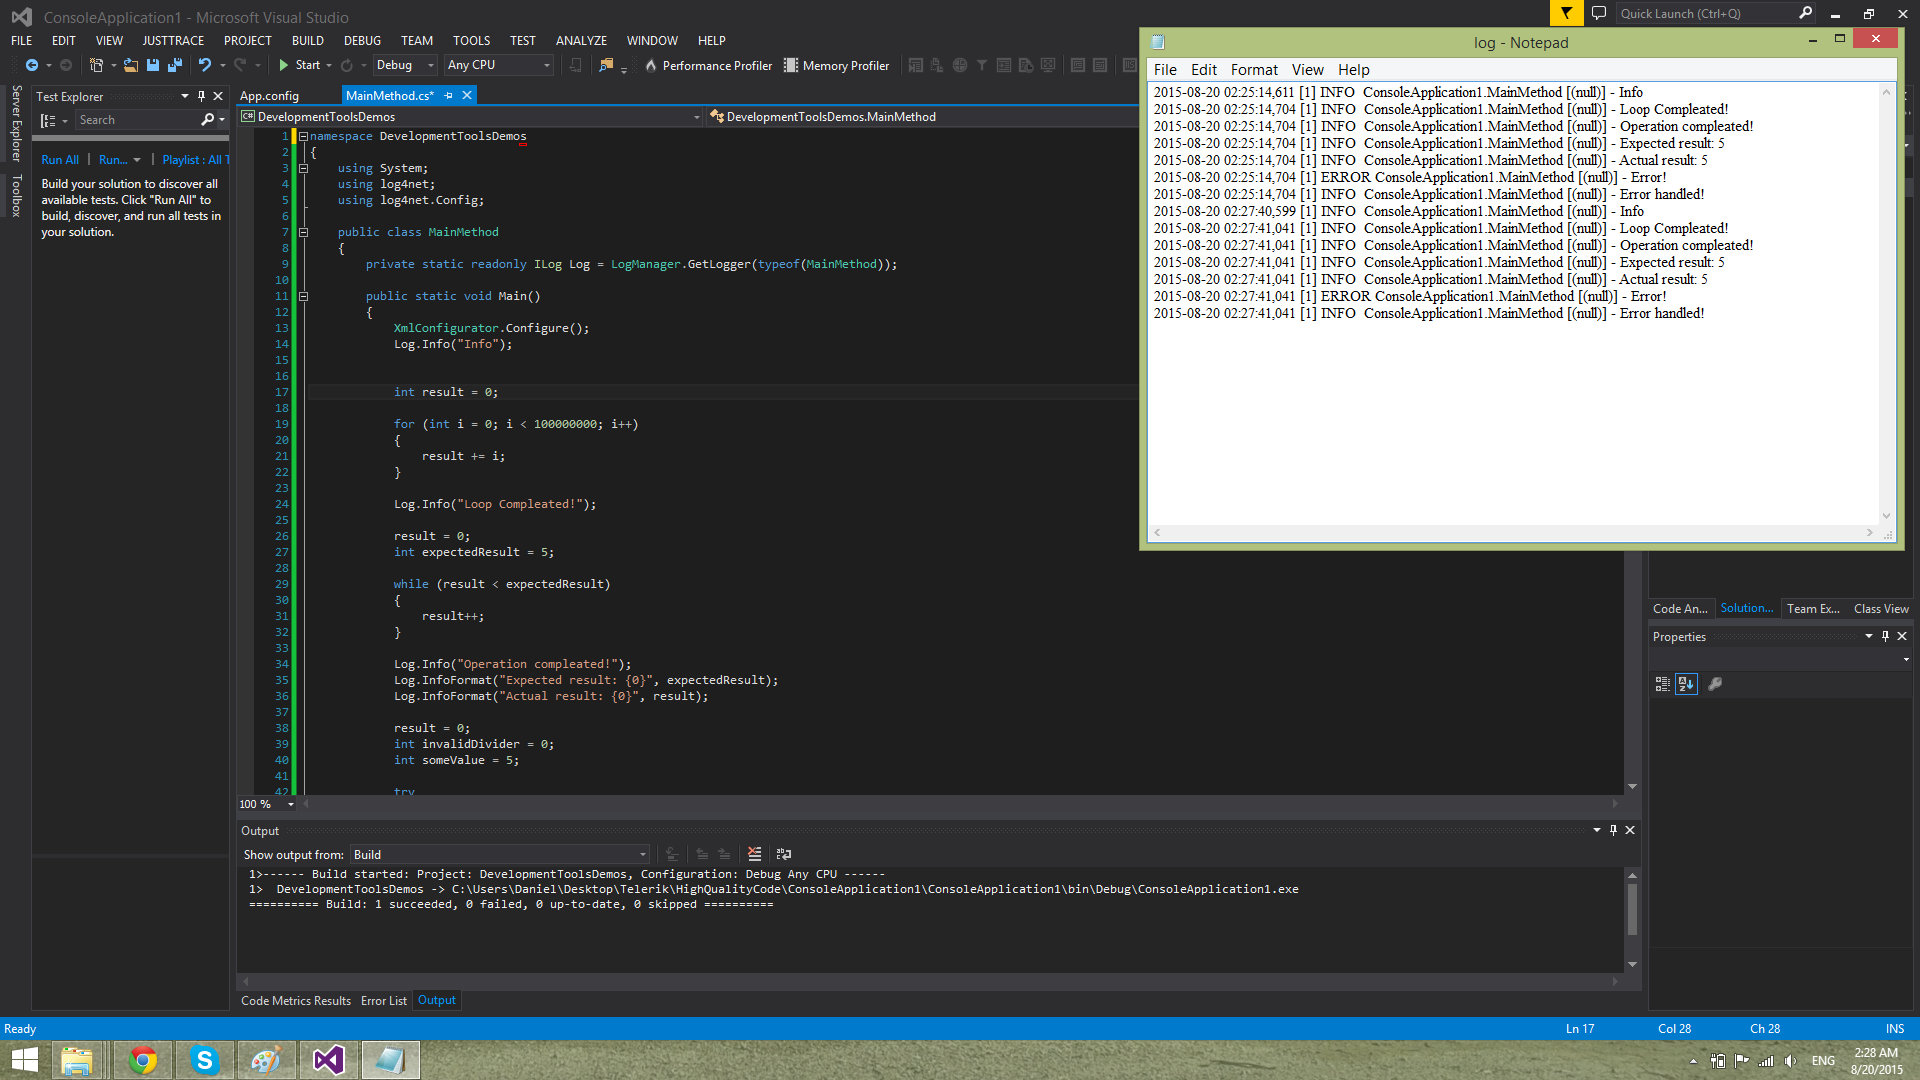 ConsoleApplication1 - Microsoft Visual Studio
Quick Launch (Ctrl+Q)
FILE EDIT VIEW JUSTTRACE PROJECT BUILD DEBUG TEAM TOOLS TEST ANALYZE WINDOW HELP
Start Debug Any CPU Performance Profiler Memory Profiler
Server Explorer
Toolbox
Test Explorer
Search
Run All Run... Playlist : All T
Build your solution to discover all
available tests. Click "Run All" to
build, discover, and run all tests in
your solution.
App.config MainMethod.cs*
DevelopmentToolsDemos DevelopmentToolsDemos.MainMethod
1 namespace DevelopmentToolsDemos
2 {
3 using System;
4 using log4net;
5 using log4net.Config;
6
7 public class MainMethod
8 {
9 private static readonly ILog Log = LogManager.GetLogger(typeof(MainMethod));
10
11 public static void Main()
12 {
13 XmlConfigurator.Configure();
14 Log.Info("Info");
15
16
17 int result = 0;
18
19 for (int i = 0; i < 100000000; i++)
20 {
21 result += i;
22 }
23
24 Log.Info("Loop Compleated!");
25
26 result = 0;
27 int expectedResult = 5;
28
29 while (result < expectedResult)
30 {
31 result++;
32 }
33
34 Log.Info("Operation compleated!");
35 Log.InfoFormat("Expected result: {0}", expectedResult);
36 Log.InfoFormat("Actual result: {0}", result);
37
38 result = 0;
39 int invalidDivider = 0;
40 int someValue = 5;
41
42 try
100 %
log - Notepad
File Edit Format View Help
2015-08-20 02:25:14,611 [1] INFO  ConsoleApplication1.MainMethod [(null)] - Info
2015-08-20 02:25:14,704 [1] INFO  ConsoleApplication1.MainMethod [(null)] - Loop Compleated!
2015-08-20 02:25:14,704 [1] INFO  ConsoleApplication1.MainMethod [(null)] - Operation compleated!
2015-08-20 02:25:14,704 [1] INFO  ConsoleApplication1.MainMethod [(null)] - Expected result: 5
2015-08-20 02:25:14,704 [1] INFO  ConsoleApplication1.MainMethod [(null)] - Actual result: 5
2015-08-20 02:25:14,704 [1] ERROR ConsoleApplication1.MainMethod [(null)] - Error!
2015-08-20 02:25:14,704 [1] INFO  ConsoleApplication1.MainMethod [(null)] - Error handled!
2015-08-20 02:27:40,599 [1] INFO  ConsoleApplication1.MainMethod [(null)] - Info
2015-08-20 02:27:41,041 [1] INFO  ConsoleApplication1.MainMethod [(null)] - Loop Compleated!
2015-08-20 02:27:41,041 [1] INFO  ConsoleApplication1.MainMethod [(null)] - Operation compleated!
2015-08-20 02:27:41,041 [1] INFO  ConsoleApplication1.MainMethod [(null)] - Expected result: 5
2015-08-20 02:27:41,041 [1] INFO  ConsoleApplication1.MainMethod [(null)] - Actual result: 5
2015-08-20 02:27:41,041 [1] ERROR ConsoleApplication1.MainMethod [(null)] - Error!
2015-08-20 02:27:41,041 [1] INFO  ConsoleApplication1.MainMethod [(null)] - Error handled!
Code An... Solution... Team Ex... Class View
Properties
Output
Show output from: Build
1>------ Build started: Project: DevelopmentToolsDemos, Configuration: Debug Any CPU ------
1>  DevelopmentToolsDemos -> C:\Users\Daniel\Desktop\Telerik\HighQualityCode\ConsoleApplication1\ConsoleApplication1\bin\Debug\ConsoleApplication1.exe
========== Build: 1 succeeded, 0 failed, 0 up-to-date, 0 skipped ==========
Code Metrics Results Error List Output
Ready Ln 17 Col 28 Ch 28 INS
ENG
2:28 AM
8/20/2015